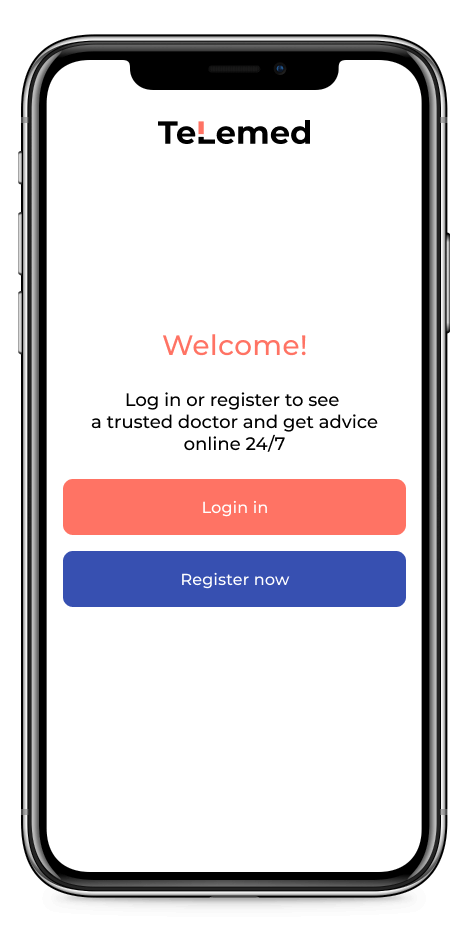 TeLemed
Welcome!
Log in or register to see
a trusted doctor and get advice
online 24/7
Login in
Register now